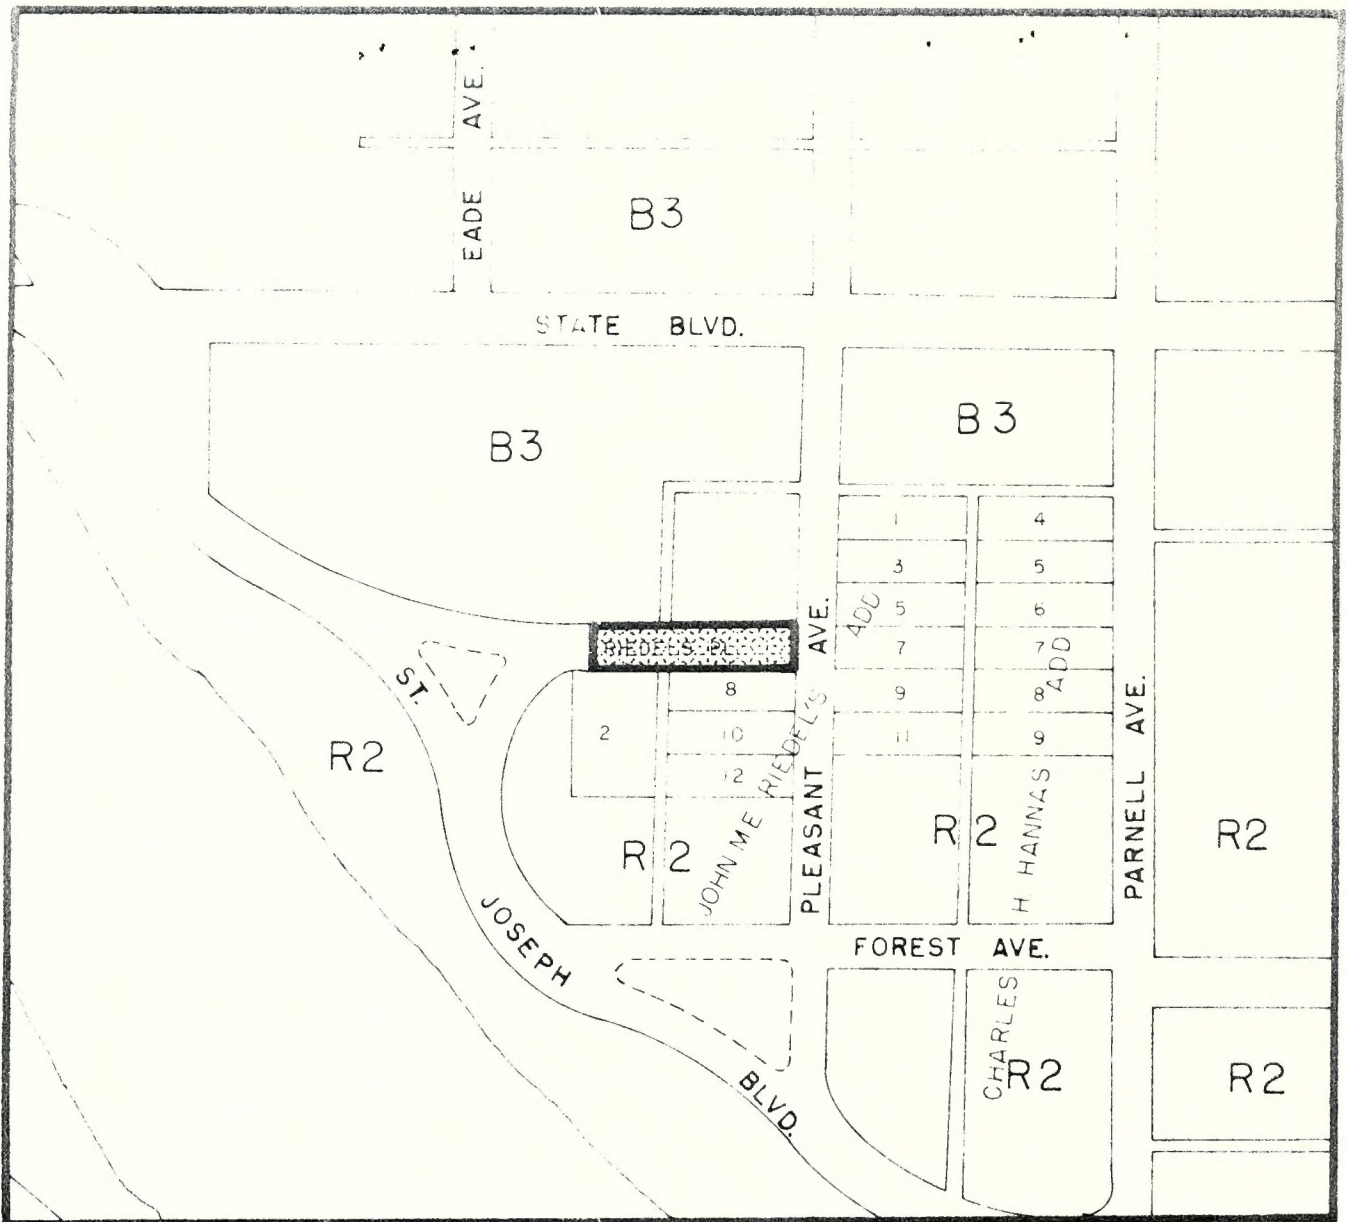 EADE AVE.
B3
STATE BLVD.
B3
B3
1
4
3
5
5
6
7
7
9
8
11
9
RIEDELS PL
8
2
10
12
ST. JOSEPH BLVD.
R2
R2
R2
R2
R2
R2
JOHN ME RIEDEL'S ADD
PLEASANT AVE.
CHARLES H HANNAS ADD
PARNELL AVE.
FOREST AVE.